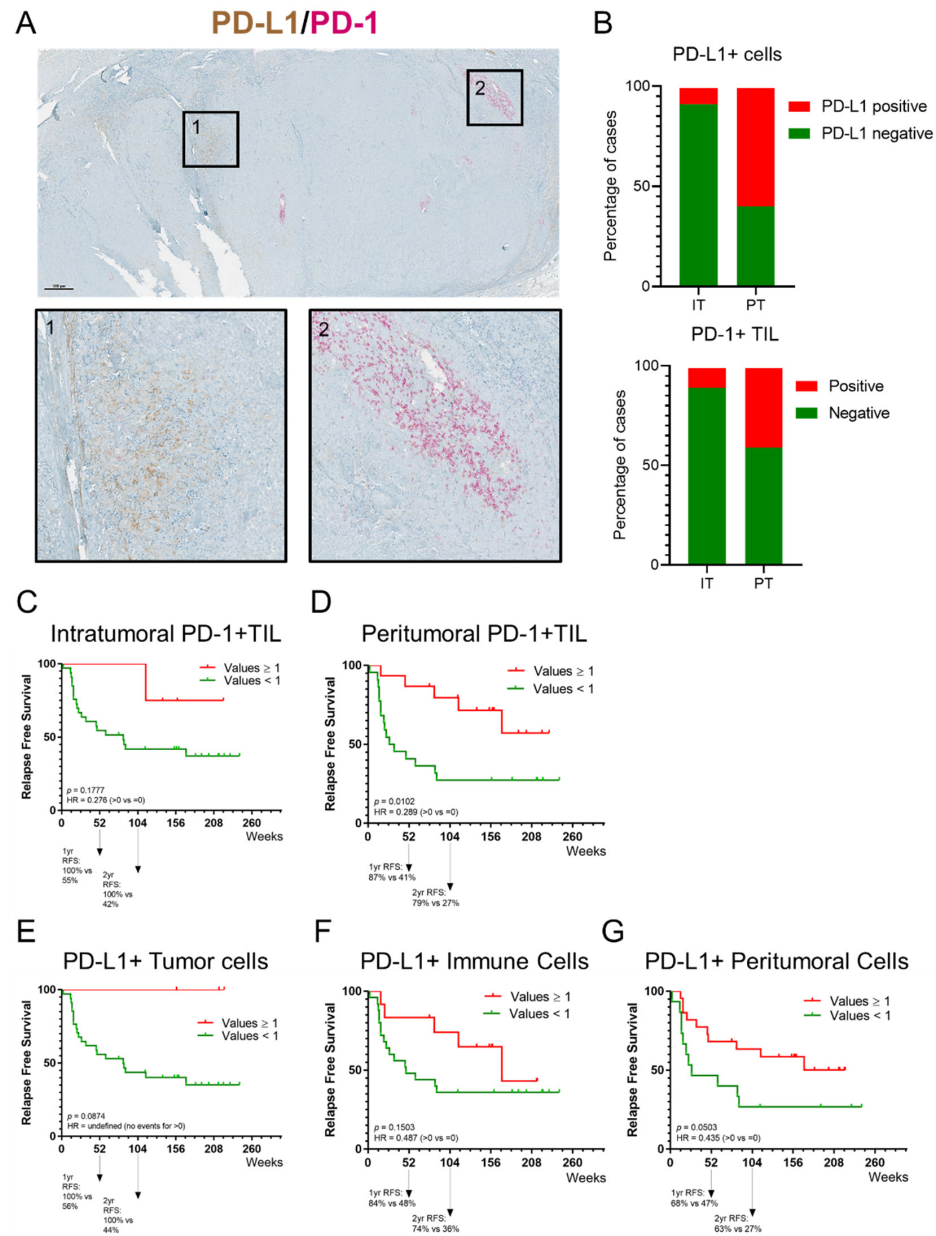 A
PD-L1/PD-1
1
2
1
2
B
PD-L1+ cells
Percentage of cases
100
50
0
IT
PT
PD-L1 positive
PD-L1 negative
PD-1+ TIL
Percentage of cases
100
50
0
IT
PT
Positive
Negative
C
Intratumoral PD-1+TIL
Relapse Free Survival
100
50
0
Values ≥ 1
Values < 1
p = 0.1777
HR = 0.276 (>0 vs =0)
0 52 104 156 208 260
Weeks
1yr
RFS:
100% vs
55%
2yr
RFS:
100% vs
42%
D
Peritumoral PD-1+TIL
Relapse Free Survival
100
50
0
Values ≥ 1
Values < 1
p = 0.0102
HR = 0.289 (>0 vs =0)
0 52 104 156 208 260
Weeks
1yr RFS:
87% vs 41%
2yr RFS:
79% vs 27%
E
PD-L1+ Tumor cells
Relapse Free Survival
100
50
0
Values ≥ 1
Values < 1
p = 0.0874
HR = undefined (no events for >0)
0 52 104 156 208 260
Weeks
1yr
RFS:
100% vs
56%
2yr
RFS:
100% vs
44%
F
PD-L1+ Immune Cells
Relapse Free Survival
100
50
0
Values ≥ 1
Values < 1
p = 0.1503
HR = 0.487 (>0 vs =0)
0 52 104 156 208 260
Weeks
1yr RFS:
84% vs 48%
2yr RFS:
74% vs 36%
G
PD-L1+ Peritumoral Cells
Relapse Free Survival
100
50
0
Values ≥ 1
Values < 1
p = 0.0503
HR = 0.435 (>0 vs =0)
0 52 104 156 208 260
Weeks
1yr RFS:
68% vs 47%
2yr RFS:
63% vs 27%